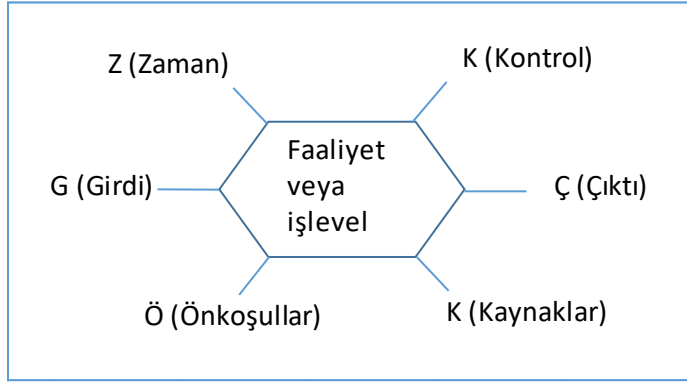 Z (Zaman)
K (Kontrol)
Faaliyet
veya
işlevel
G (Girdi)
Ç (Çıktı)
Ö (Önkoşullar)
K (Kaynaklar)